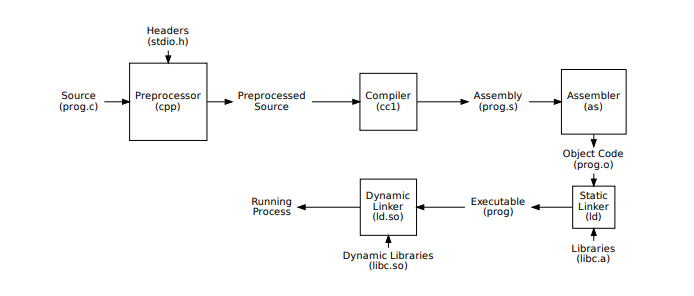 Headers
(stdio.h)
Source
(prog.c)
Preprocessor
(cpp)
Preprocessed
Source
Compiler
(cc1)
Assembly
(prog.s)
Assembler
(as)
Object Code
(prog.o)
Running
Process
Dynamic
Linker
(ld.so)
Executable
(prog)
Static
Linker
(ld)
Dynamic Libraries
(libc.so)
Libraries
(libc.a)